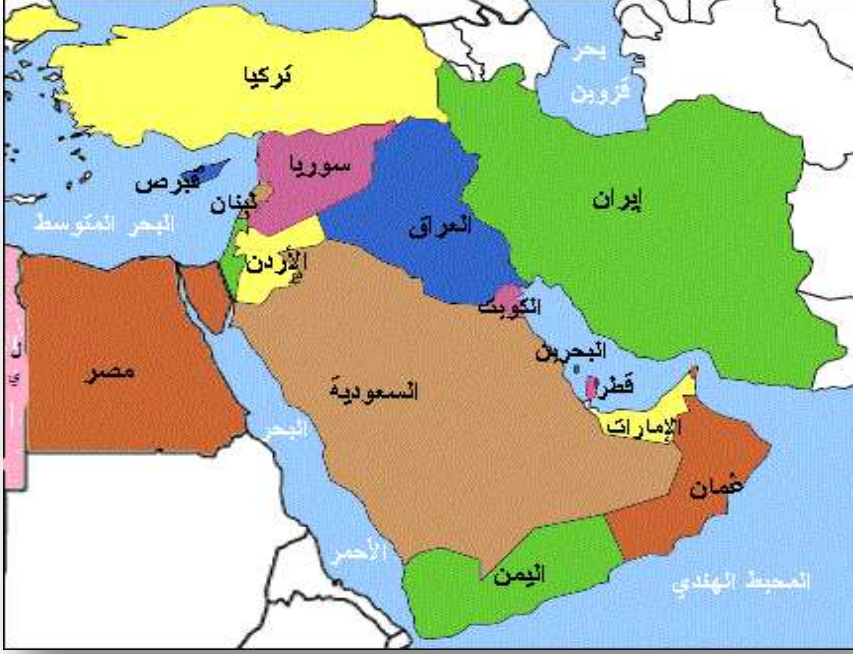 بحر
قزوين
تركيا
سوريا
قبرص
لبنان
إيران
البحر المتوسط
العراق
الأردن
الكويت
البحرين
مصر
السعودية
قطر
الإمارات
البحر
عمان
الأحمر
اليمن
المحيط الهندي